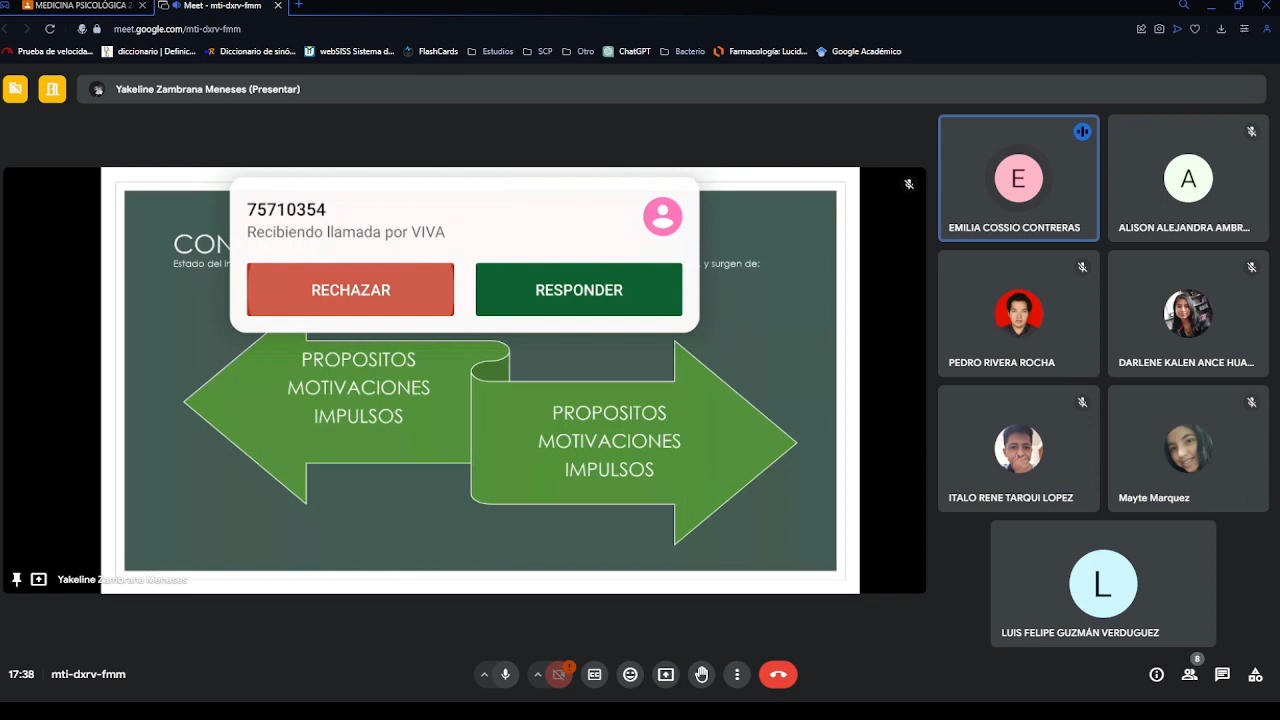 MEDICINA PSICOLÓGICA 2
Meet - mti-dxrv-fmm
meet.google.com/mti-dxrv-fmm
Prueba de velocida...
diccionario | Definic...
Diccionario de sinó...
webSISS Sistema d...
FlashCards
Estudios
SCP
Otro
ChatGPT
Bacterio
Farmacología: Lucid...
Google Académico
Yakeline Zambrana Meneses (Presentar)
75710354
Recibiendo llamada por VIVA
RECHAZAR
RESPONDER
CON
Estado del i
y surgen de:
PROPOSITOS
MOTIVACIONES
IMPULSOS
PROPOSITOS
MOTIVACIONES
IMPULSOS
Yakeline Zambrana Meneses
E
EMILIA COSSIO CONTRERAS
A
ALISON ALEJANDRA AMBR...
PEDRO RIVERA ROCHA
DARLENE KALEN ANCE HUA...
ITALO RENE TARQUI LOPEZ
Mayte Marquez
L
LUIS FELIPE GUZMÁN VERDUGUEZ
17:38
mti-dxrv-fmm
8